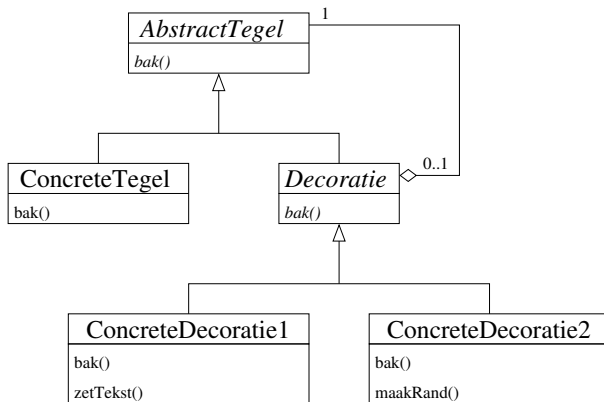 AbstractTegel
1
bak()
ConcreteTegel
bak()
Decoratie
0..1
bak()
ConcreteDecoratie1
bak()
zetTekst()
ConcreteDecoratie2
bak()
maakRand()